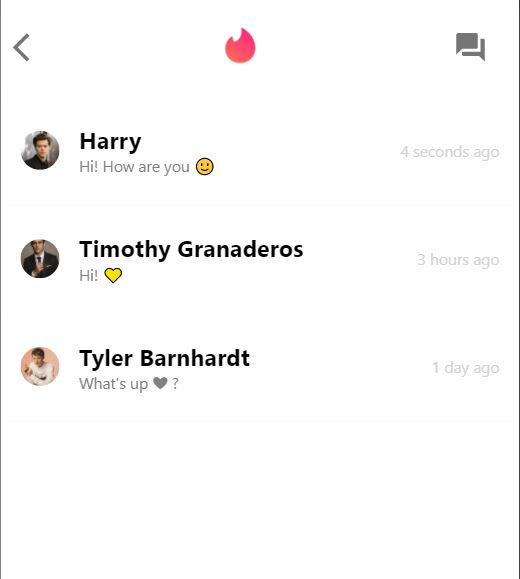 Harry
Hi! How are you 🙂
4 seconds ago
Timothy Granaderos
Hi! 💛
3 hours ago
Tyler Barnhardt
What's up ♥ ?
1 day ago